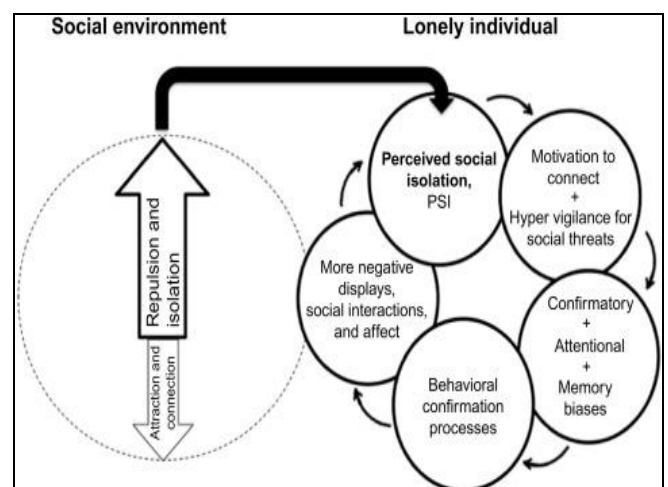 Social environment
Lonely individual
Repulsion and
isolation
Attraction and
connection
Perceived social
isolation,
PSI
Motivation to
connect
+
Hyper vigilance for
social threats
Confirmatory
+
Attentional
+
Memory
biases
Behavioral
confirmation
processes
More negative
displays,
social interactions,
and affect